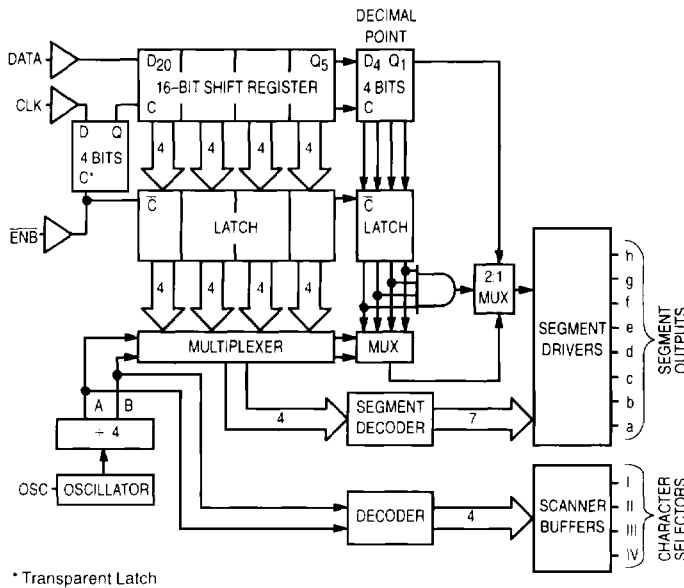 DECIMAL
POINT
DATA
D20 Q5
D4 Q1
16-BIT SHIFT REGISTER
4 BITS
CLK
C
C
D Q
4 BITS
C*
4 4 4 4
ENB
C
LATCH
C
LATCH
4 4 4 4
2:1
MUX
MULTIPLEXER
MUX
SEGMENT
DRIVERS
h
g
f
e
d
c
b
a
SEGMENT
OUTPUTS
A B
÷ 4
4
SEGMENT
DECODER
7
OSC
OSCILLATOR
DECODER
4
SCANNER
BUFFERS
I
II
III
IV
CHARACTER
SELECTORS
* Transparent Latch